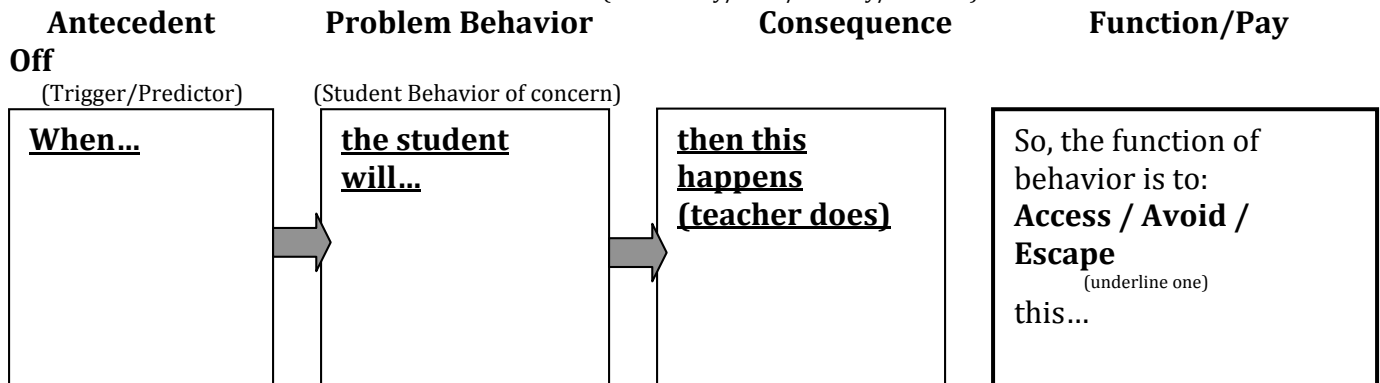 Antecedent Problem Behavior Consequence Function/Pay
Off
(Trigger/Predictor) (Student Behavior of concern)
When…
the student
will…
then this
happens
(teacher does)
So, the function of
behavior is to:
Access / Avoid /
Escape
(underline one)
this…